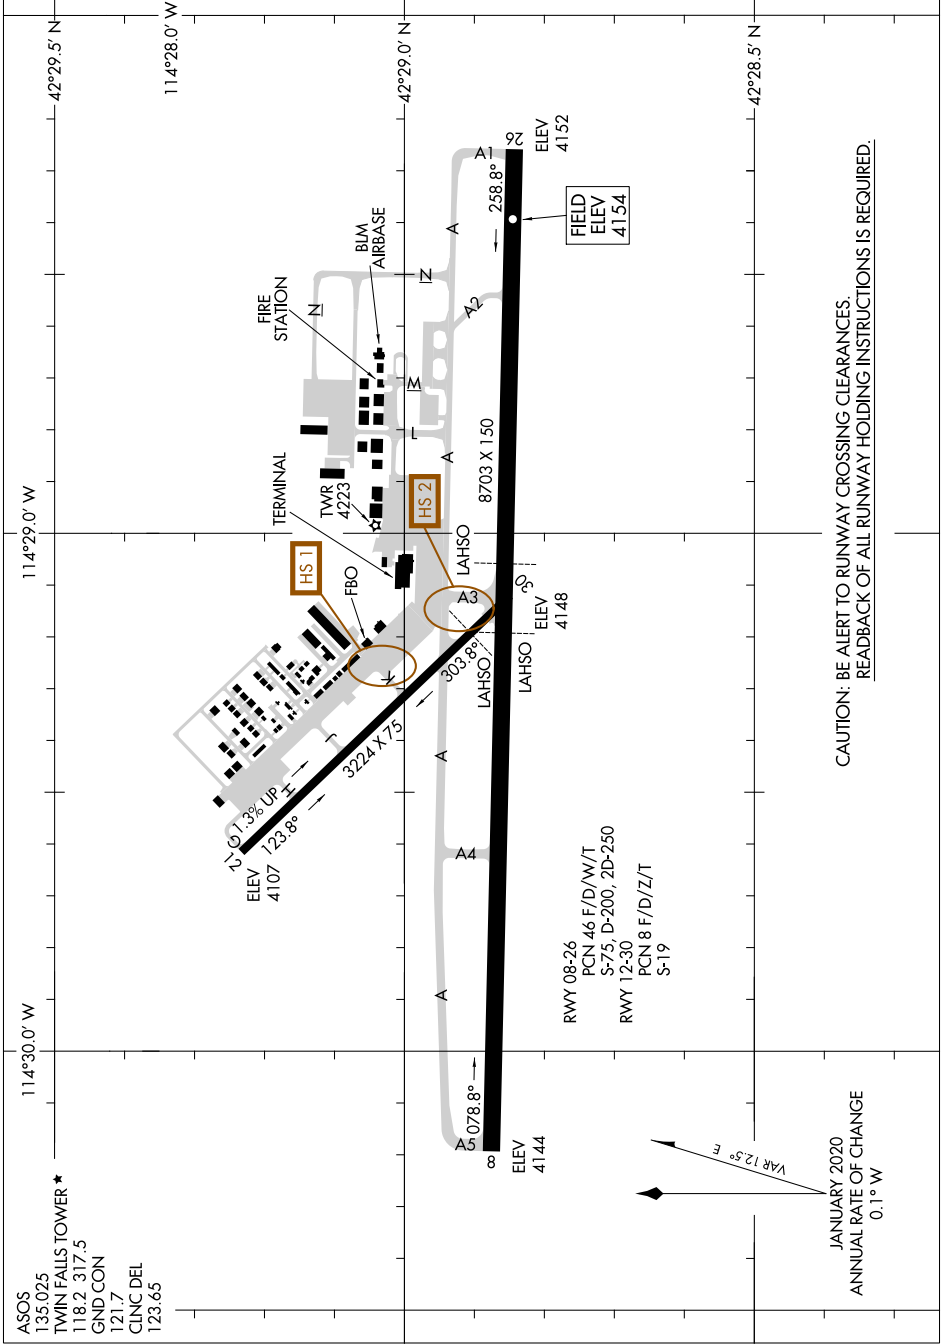 ASOS
135.025
TWIN FALLS TOWER ★
118.2 317.5
GND CON
121.7
CLNC DEL
123.65
114°30.0' W
114°29.0' W
114°28.0' W
42°29.5' N
42°29.0' N
42°28.5' N
HS 1
FBO
TERMINAL
TWR
4223
FIRE
STATION
BLM
AIRBASE
HS 2
N
N
M
L
K
J
H
G
12
1.3% UP
123.8°
ELEV
4107
3224 X 75
303.8°
LAHSO
LAHSO
LAHSO
A3
30
ELEV
4148
A
A
A
A
A1
A2
A4
A5
078.8°
8
ELEV
4144
8703 X 150
258.8°
26
ELEV
4152
FIELD
ELEV
4154
RWY 08-26
PCN 46 F/D/W/T
S-75, D-200, 2D-250
RWY 12-30
PCN 8 F/D/Z/T
S-19
VAR 12.5° E
JANUARY 2020
ANNUAL RATE OF CHANGE
0.1° W
CAUTION: BE ALERT TO RUNWAY CROSSING CLEARANCES.
READBACK OF ALL RUNWAY HOLDING INSTRUCTIONS IS REQUIRED.